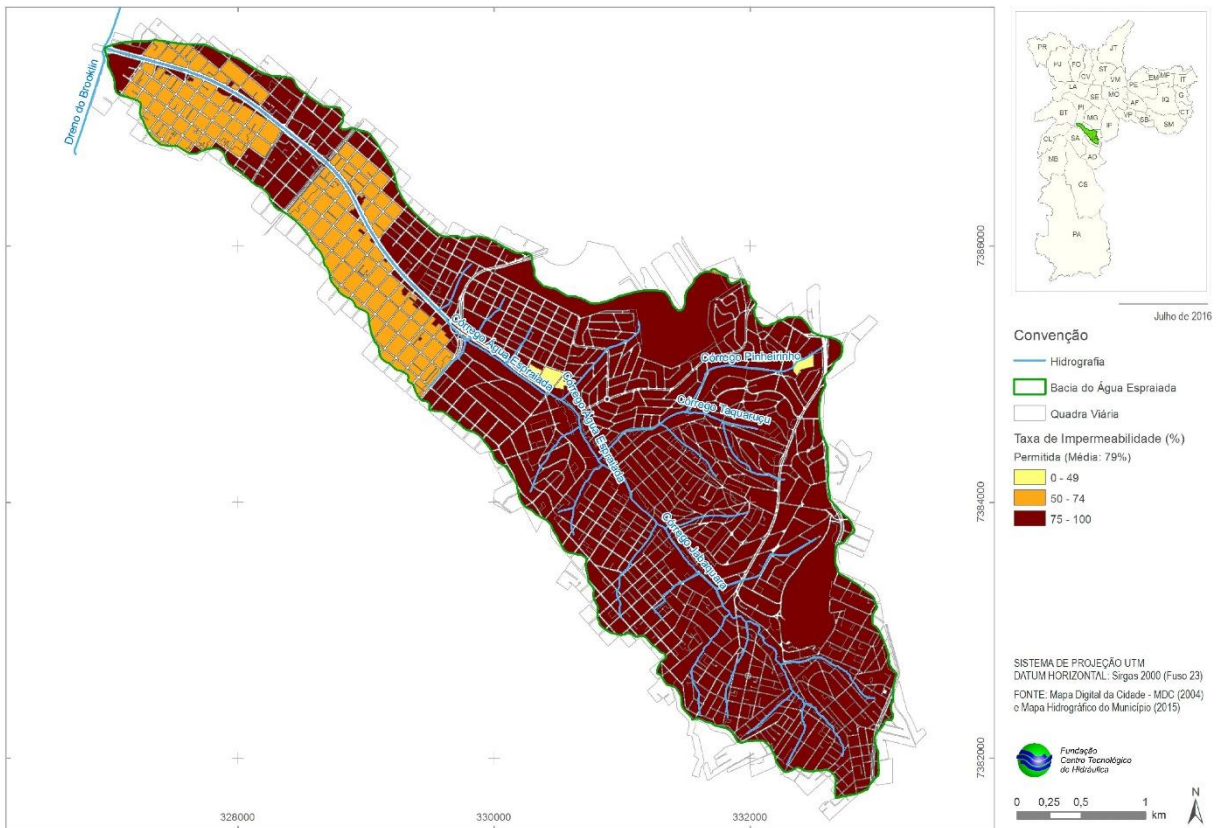 Dreno do Brooklin
Córrego Água Espraiada
Córrego Água Espraiada
Córrego Pinheirinho
Córrego Taquaruçu
Córrego Jabaquara
328000
330000
332000
7386000
7384000
7382000
PR
JT
PJ
FO
CV
ST
VM
LA
SE
MO
PE
EM
MP
IT
IQ
G
CT
BT
PI
MG
AF
VP
SB
SM
IP
CL
SA
AD
MB
CS
PA
Julho de 2016
Convenção
Hidrografia
Bacia do Água Espraiada
Quadra Viária
Taxa de Impermeabilidade (%)
Permitida (Média: 79%)
0 - 49
50 - 74
75 - 100
SISTEMA DE PROJEÇÃO UTM
DATUM HORIZONTAL: Sirgas 2000 (Fuso 23)
FONTE: Mapa Digital da Cidade - MDC (2004)
e Mapa Hidrográfico do Município (2015)
Fundação
Centro Tecnológico
de Hidráulica
0 0,25 0,5 1
km
N